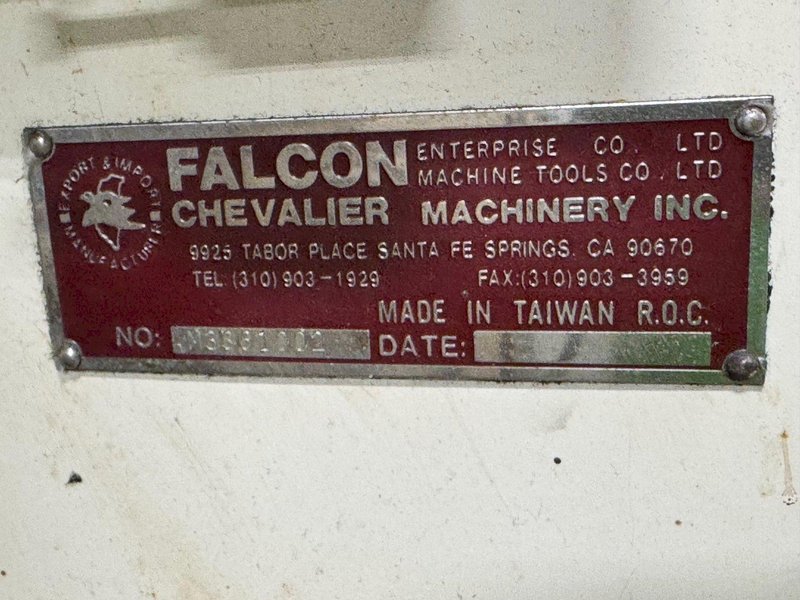 EXPORT & IMPORT
MANUFACTURER
FALCON ENTERPRISE CO. LTD
MACHINE TOOLS CO. LTD
CHEVALIER MACHINERY INC.
9925 TABOR PLACE SANTA FE SPRINGS. CA 90670
TEL:(310)903-1929 FAX:(310)903-3959
MADE IN TAIWAN R.O.C.
NO: DATE: